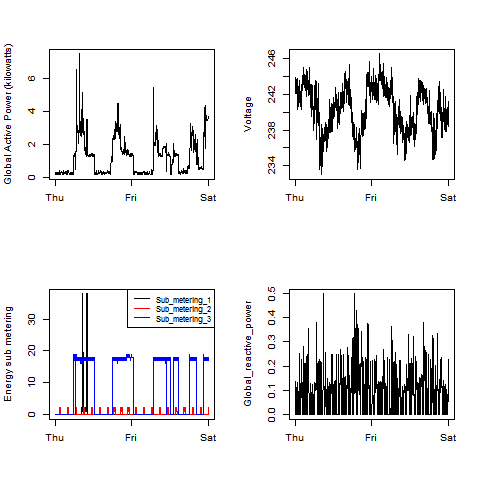 Global Active Power (kilowatts)
0 2 4 6
Thu Fri Sat
Voltage
234 238 242 246
Thu Fri Sat
Energy sub metering
0 10 20 30
Sub_metering_1
Sub_metering_2
Sub_metering_3
Thu Fri Sat
Global_reactive_power
0.0 0.1 0.2 0.3 0.4 0.5
Thu Fri Sat